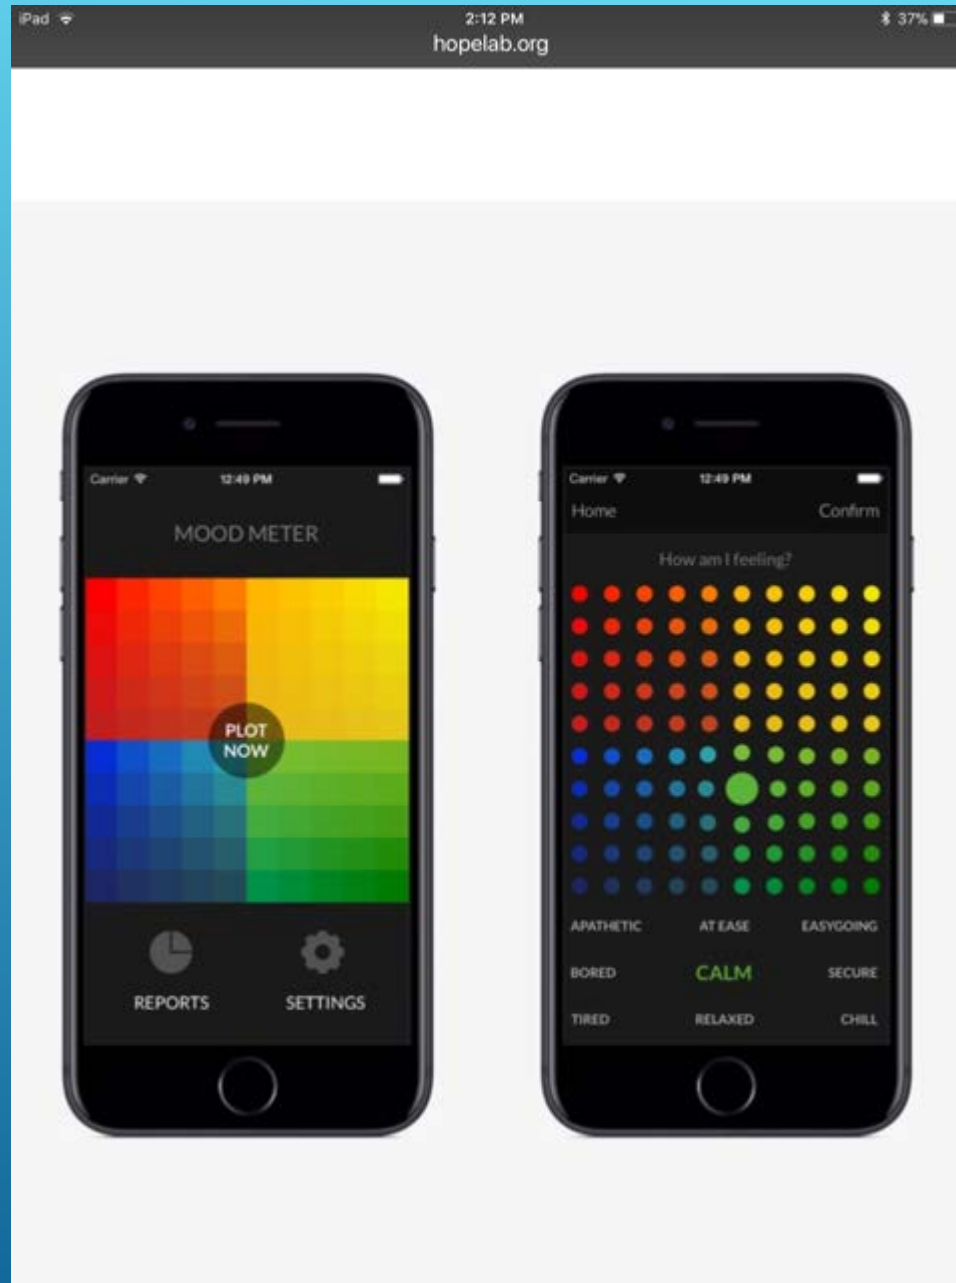 iPad 2:12 PM 37%
hopelab.org
Carrier 12:49 PM
MOOD METER
PLOT
NOW
REPORTS SETTINGS
Carrier 12:49 PM
Home Confirm
How am I feeling?
APATHETIC AT EASE EASYGOING
BORED CALM SECURE
TIRED RELAXED CHILL